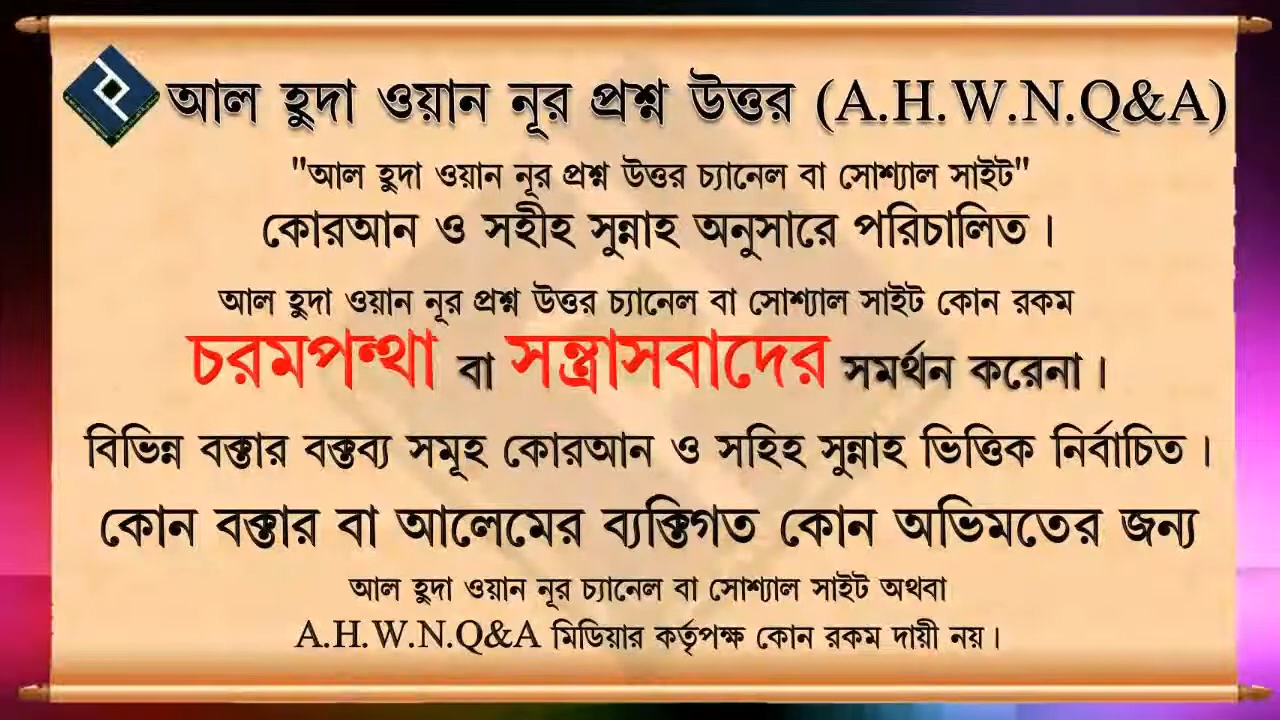 আল হুদা ওয়ান নূর প্রশ্ন উত্তর (A.H.W.N.Q&A)
"আল হুদা ওয়ান নূর প্রশ্ন উত্তর চ্যানেল বা সোশ্যাল সাইট"
কোরআন ও সহীহ সুন্নাহ অনুসারে পরিচালিত।
আল হুদা ওয়ান নূর প্রশ্ন উত্তর চ্যানেল বা সোশ্যাল সাইট কোন রকম
চরমপন্থা বা সন্ত্রাসবাদের সমর্থন করেনা।
বিভিন্ন বক্তার বক্তব্য সমূহ কোরআন ও সহিহ সুন্নাহ ভিত্তিক নির্বাচিত।
কোন বক্তার বা আলেমের ব্যক্তিগত কোন অভিমতের জন্য
আল হুদা ওয়ান নূর চ্যানেল বা সোশ্যাল সাইট অথবা
A.H.W.N.Q&A মিডিয়ার কর্তৃপক্ষ কোন রকম দায়ী নয়।